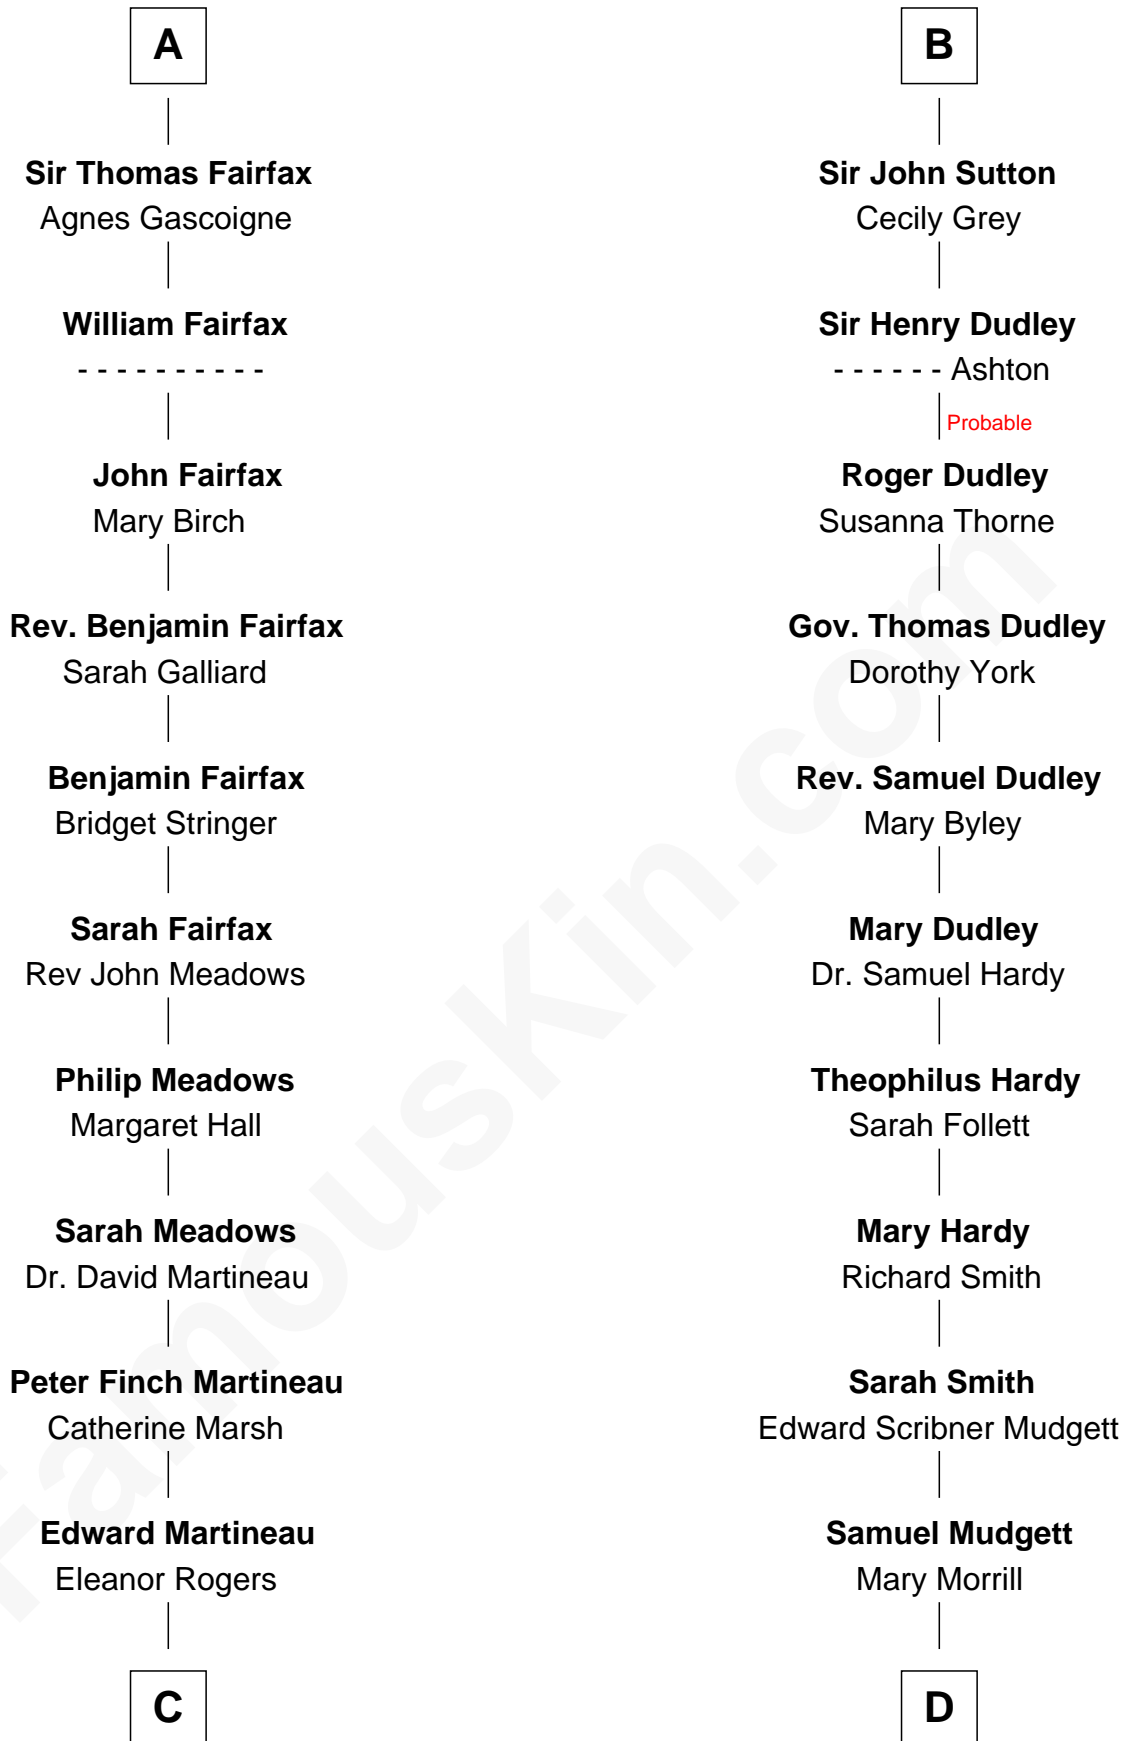 A
Sir Thomas Fairfax
Agnes Gascoigne
William Fairfax
- - - - - - - - - -
John Fairfax
Mary Birch
Rev. Benjamin Fairfax
Sarah Galliard
Benjamin Fairfax
Bridget Stringer
Sarah Fairfax
Rev John Meadows
Philip Meadows
Margaret Hall
Sarah Meadows
Dr. David Martineau
Peter Finch Martineau
Catherine Marsh
Edward Martineau
Eleanor Rogers
C
B
Sir John Sutton
Cecily Grey
Sir Henry Dudley
- - - - - - Ashton
Probable
Roger Dudley
Susanna Thorne
Gov. Thomas Dudley
Dorothy York
Rev. Samuel Dudley
Mary Byley
Mary Dudley
Dr. Samuel Hardy
Theophilus Hardy
Sarah Follett
Mary Hardy
Richard Smith
Sarah Smith
Edward Scribner Mudgett
Samuel Mudgett
Mary Morrill
D
FamousKin.com